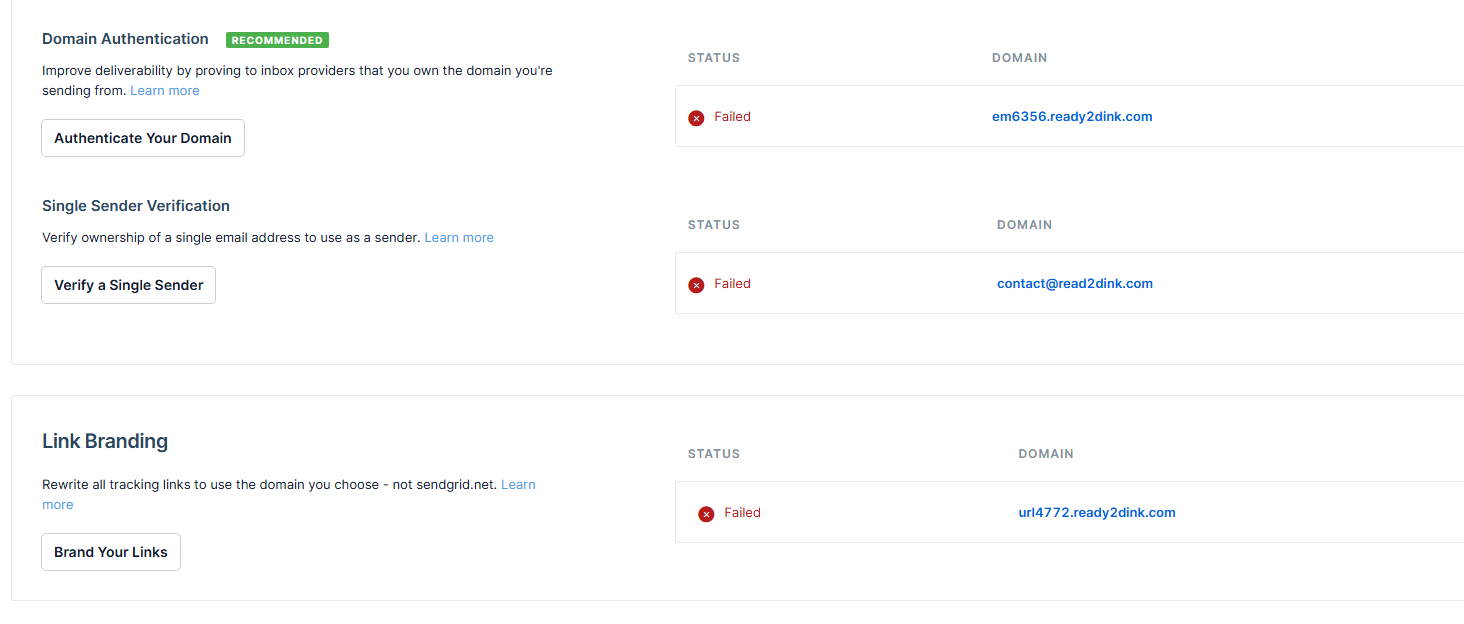 Domain Authentication RECOMMENDED
Improve deliverability by proving to inbox providers that you own the domain you're
sending from. Learn more
Authenticate Your Domain
STATUS DOMAIN
Failed em6356.ready2dink.com
Single Sender Verification
Verify ownership of a single email address to use as a sender. Learn more
Verify a Single Sender
STATUS DOMAIN
Failed contact@read2dink.com
Link Branding
Rewrite all tracking links to use the domain you choose - not sendgrid.net. Learn
more
Brand Your Links
STATUS DOMAIN
Failed url4772.ready2dink.com